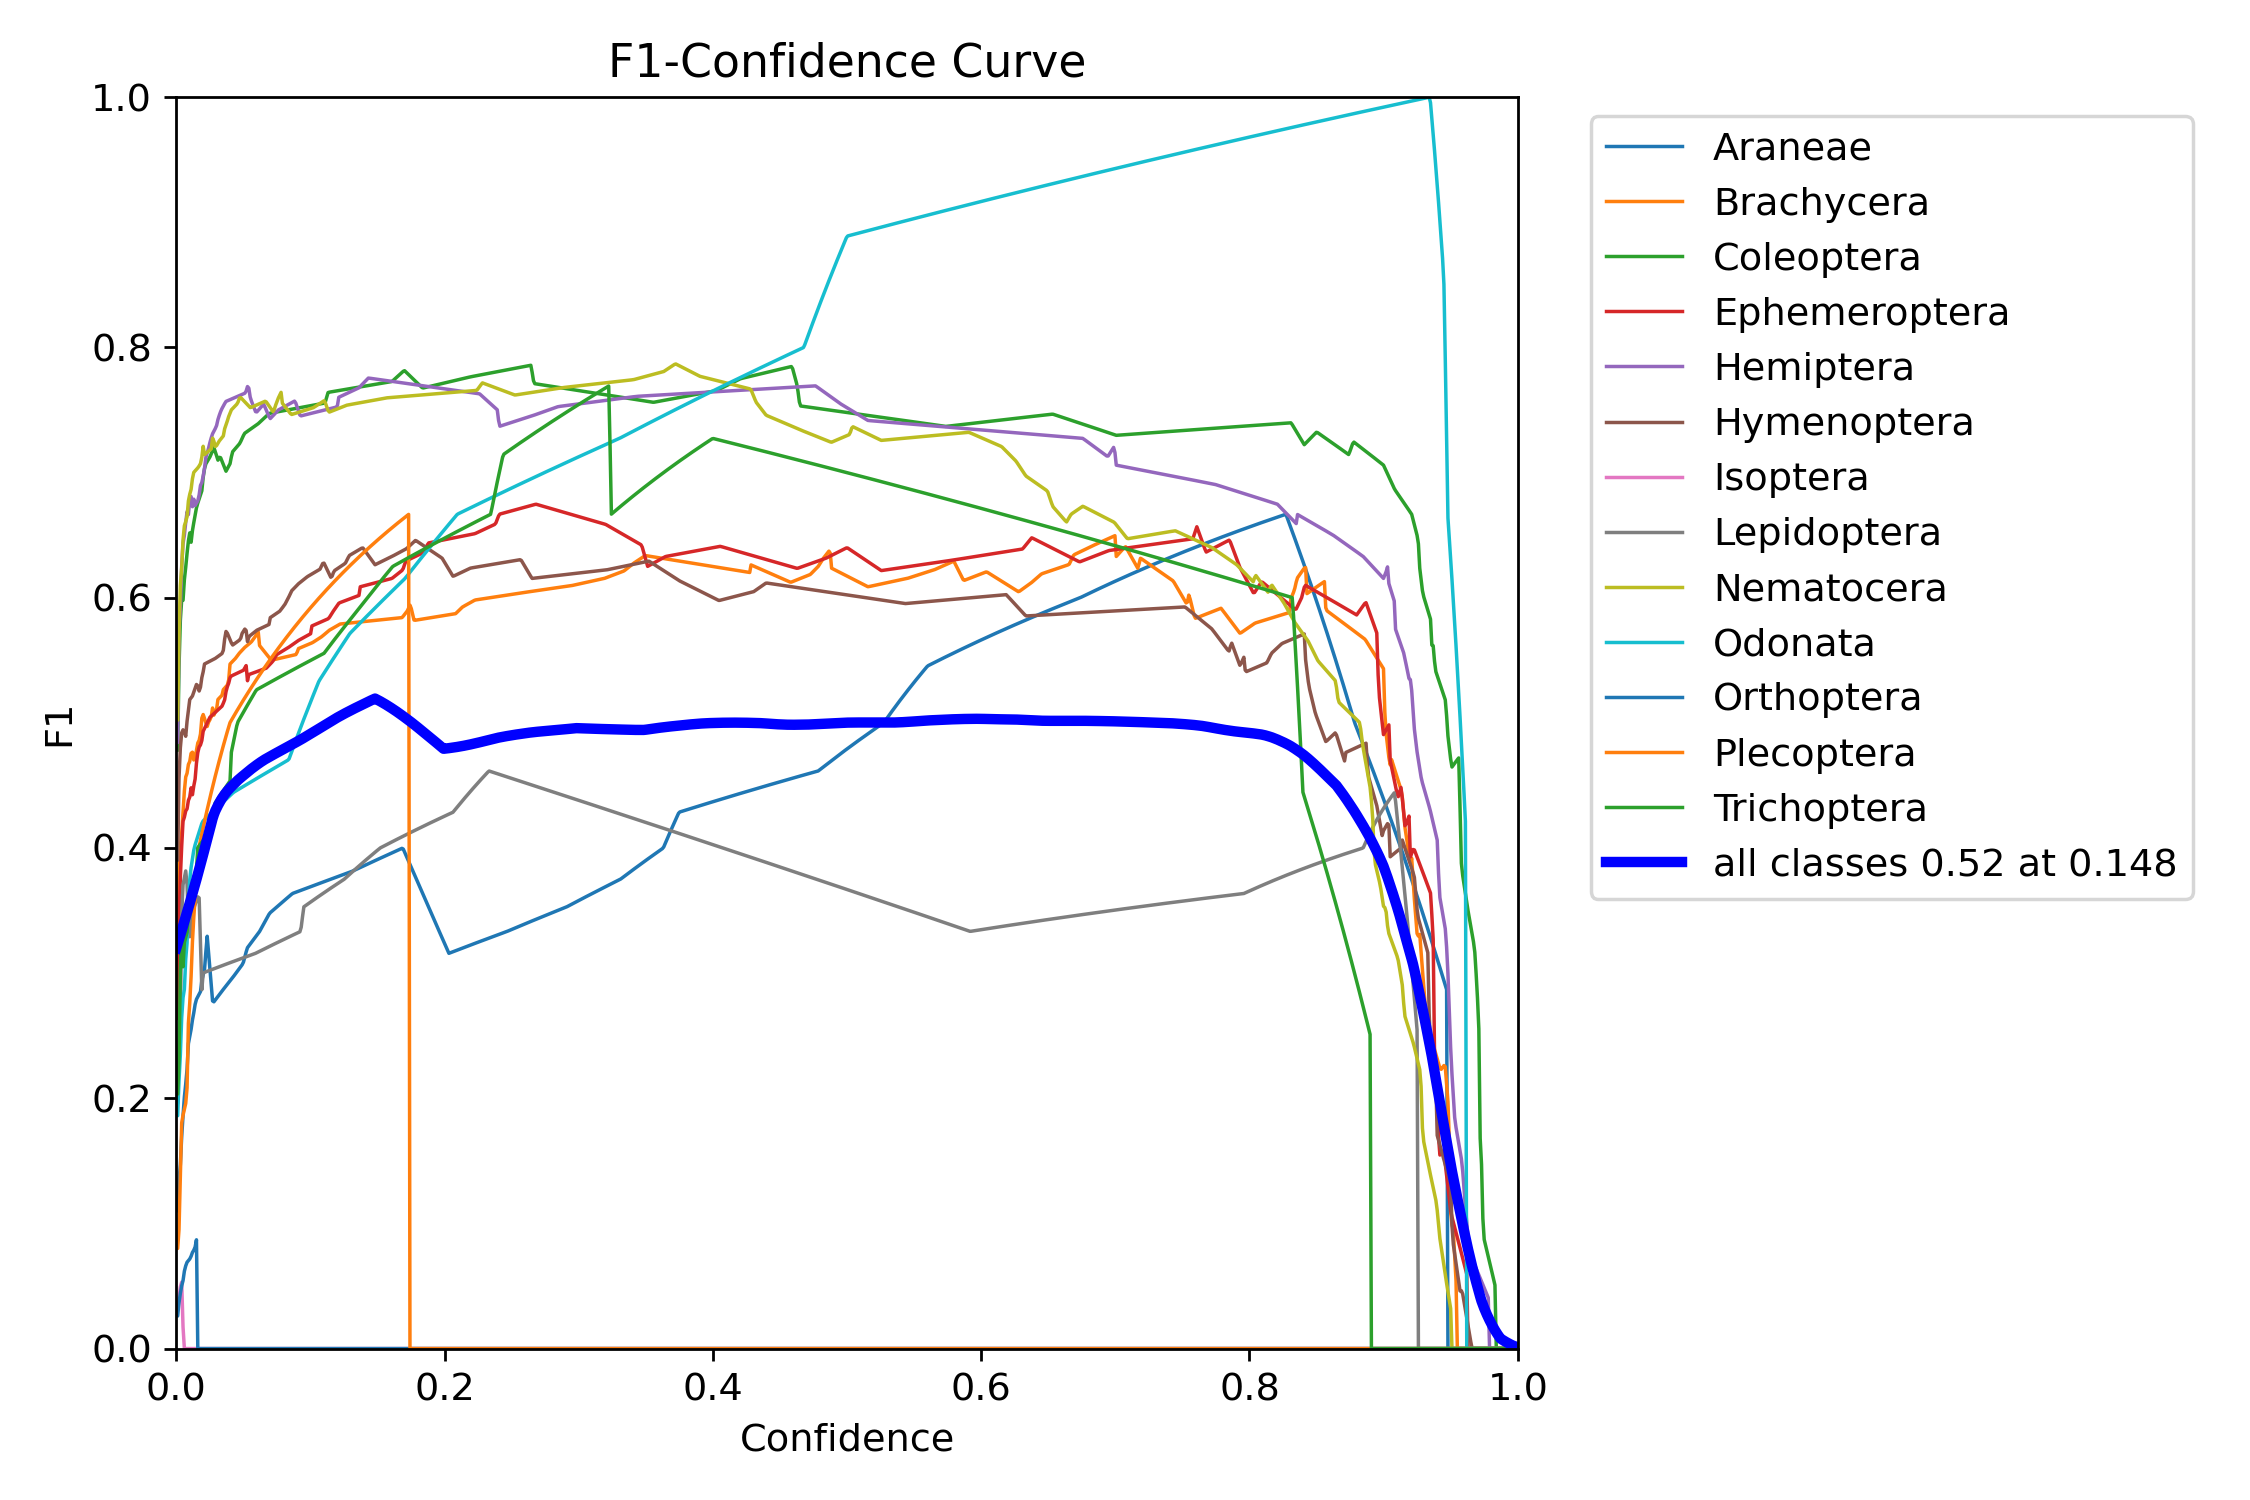 F1-Confidence Curve
1.0
0.8
0.6
0.4
0.2
0.0
F1
0.0 0.2 0.4 0.6 0.8 1.0
Confidence
Araneae
Brachycera
Coleoptera
Ephemeroptera
Hemiptera
Hymenoptera
Isoptera
Lepidoptera
Nematocera
Odonata
Orthoptera
Plecoptera
Trichoptera
all classes 0.52 at 0.148